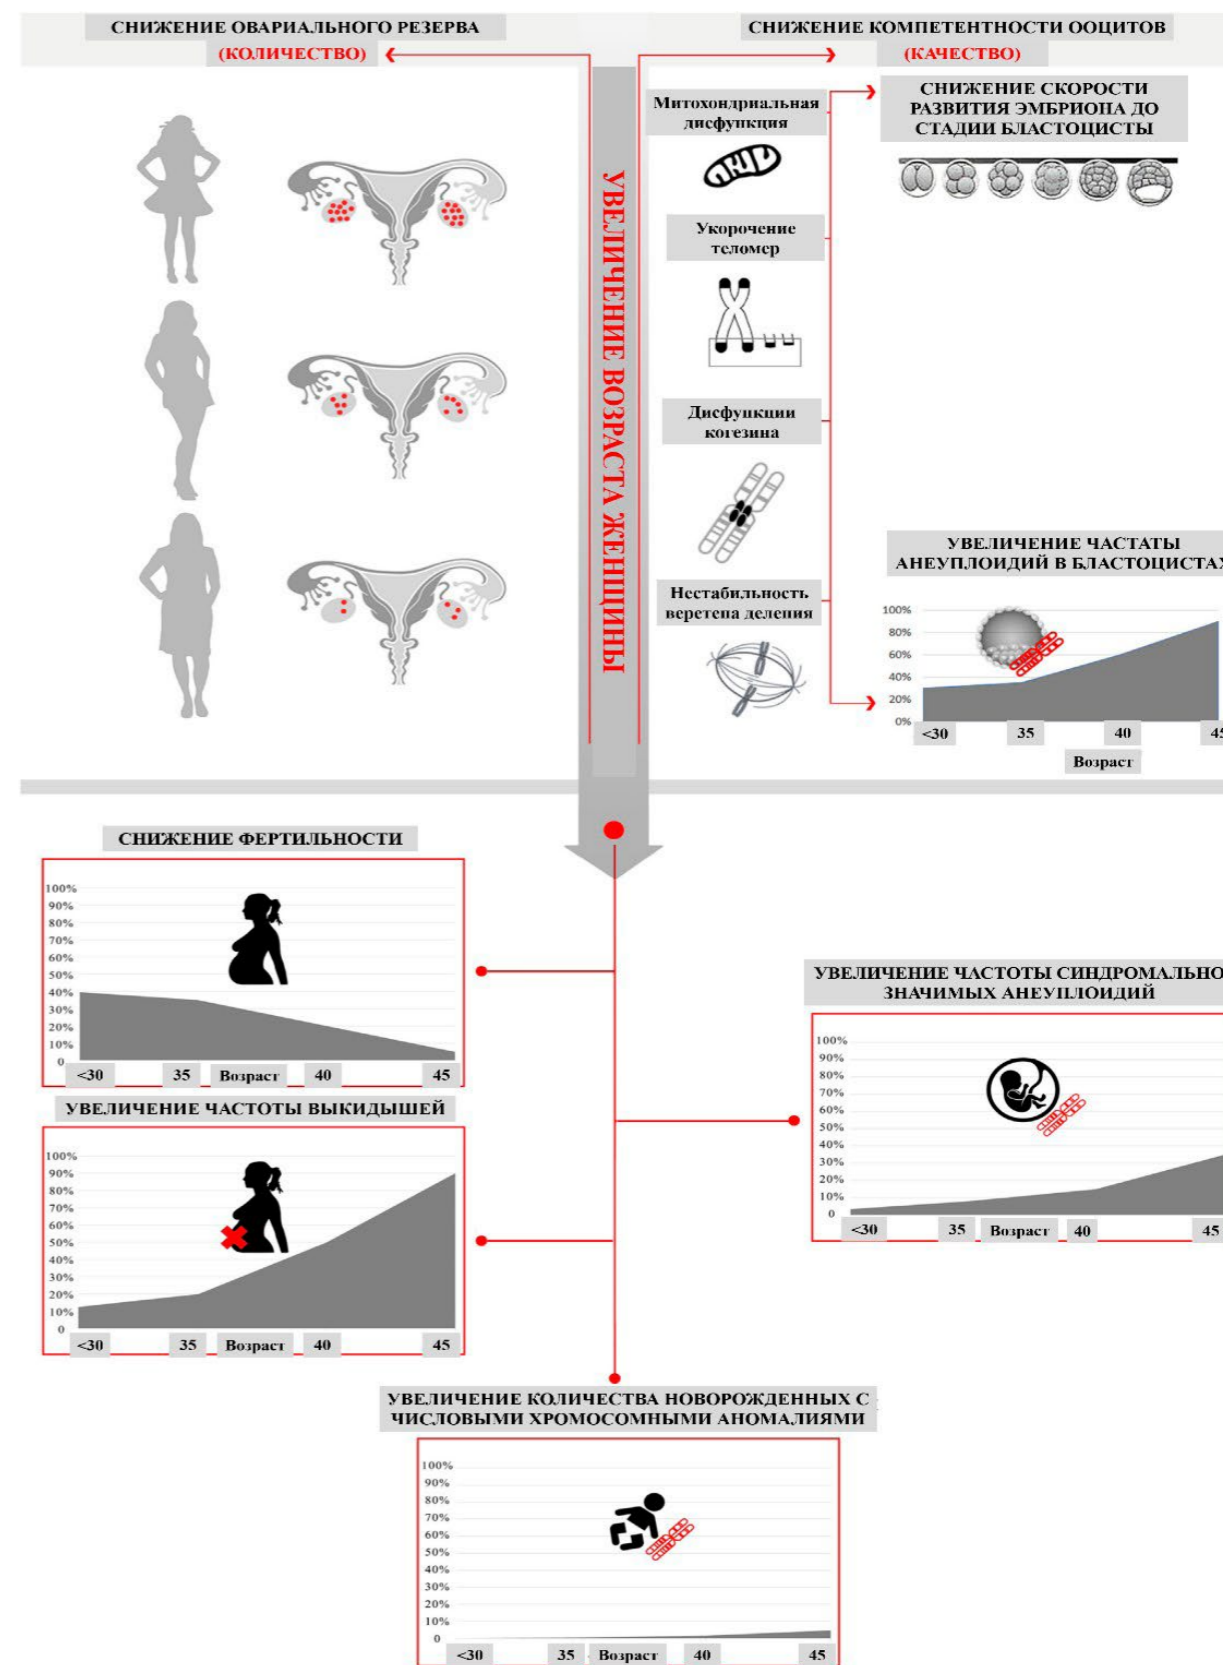 СНИЖЕНИЕ ОВАРИАЛЬНОГО РЕЗЕРВА
(КОЛИЧЕСТВО)
СНИЖЕНИЕ КОМПЕТЕНТНОСТИ ООЦИТОВ
(КАЧЕСТВО)
УВЕЛИЧЕНИЕ ВОЗРАСТА ЖЕНЩИНЫ
Митохондриальная
дисфункция
Укорочение
теломер
Дисфункции
когезина
Нестабильность
веретена деления
СНИЖЕНИЕ СКОРОСТИ
РАЗВИТИЯ ЭМБРИОНА ДО
СТАДИИ БЛАСТОЦИСТЫ
УВЕЛИЧЕНИЕ ЧАСТАТЫ
АНЕУПЛОИДИЙ В БЛАСТОЦИСТАХ
100%
80%
60%
40%
20%
0%
<30 35 40 45
Возраст
СНИЖЕНИЕ ФЕРТИЛЬНОСТИ
100%
90%
80%
70%
60%
50%
40%
30%
20%
10%
0
<30 35 Возраст 40 45
УВЕЛИЧЕНИЕ ЧАСТОТЫ ВЫКИДЫШЕЙ
100%
90%
80%
70%
60%
50%
40%
30%
20%
10%
0
<30 35 Возраст 40 45
УВЕЛИЧЕНИЕ ЧАСТОТЫ СИНДРОМАЛЬНО
ЗНАЧИМЫХ АНЕУПЛОИДИЙ
100%
90%
80%
70%
60%
50%
40%
30%
20%
10%
0
<30 35 Возраст 40 45
УВЕЛИЧЕНИЕ КОЛИЧЕСТВА НОВОРОЖДЕННЫХ С
ЧИСЛОВЫМИ ХРОМОСОМНЫМИ АНОМАЛИЯМИ
100%
90%
80%
70%
60%
50%
40%
30%
20%
10%
0
<30 35 Возраст 40 45